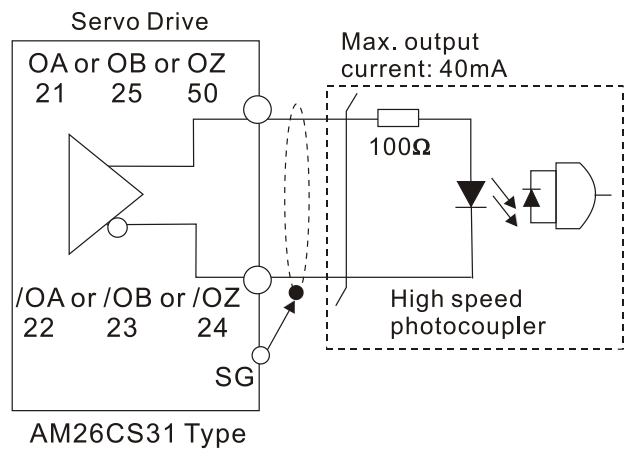 Servo Drive
Max. output
current: 40mA
OA or OB or OZ
21 25 50
100Ω
/OA or /OB or /OZ
22 23 24
High speed
photocoupler
SG
AM26CS31 Type